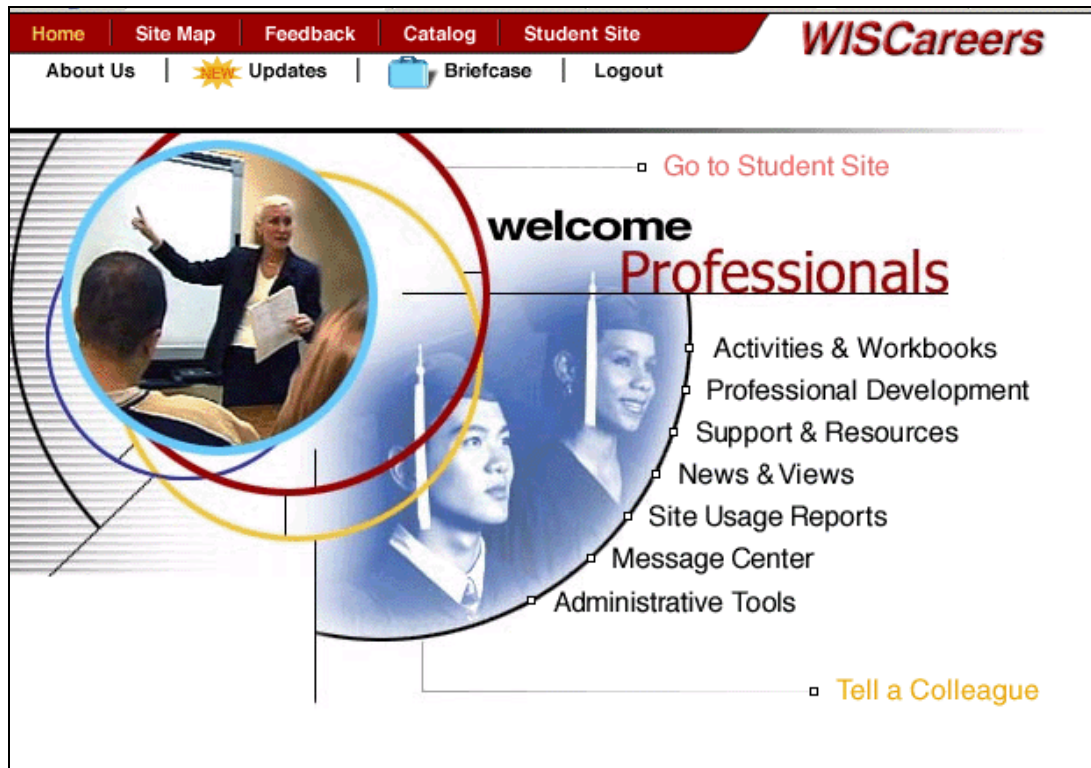 Home Site Map Feedback Catalog Student Site WISCareers
About Us NEW Updates Briefcase Logout
Go to Student Site
welcome
Professionals
Activities & Workbooks
Professional Development
Support & Resources
News & Views
Site Usage Reports
Message Center
Administrative Tools
Tell a Colleague